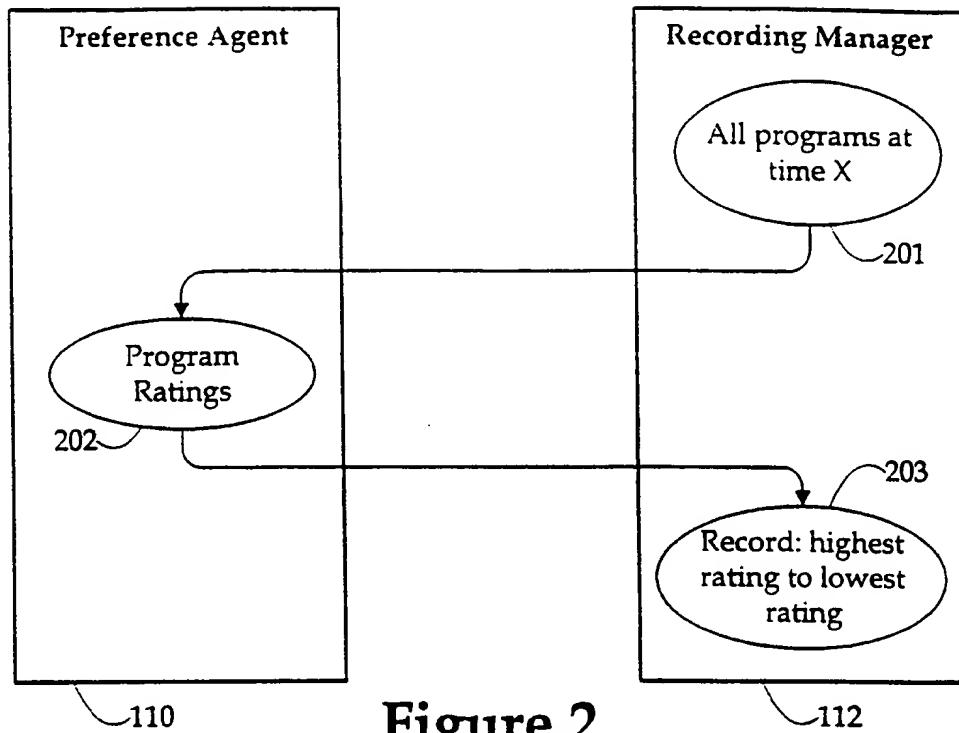 Preference Agent
Recording Manager
All programs at
time X
201
Program
Ratings
202
203
Record: highest
rating to lowest
rating
110
112
Figure 2